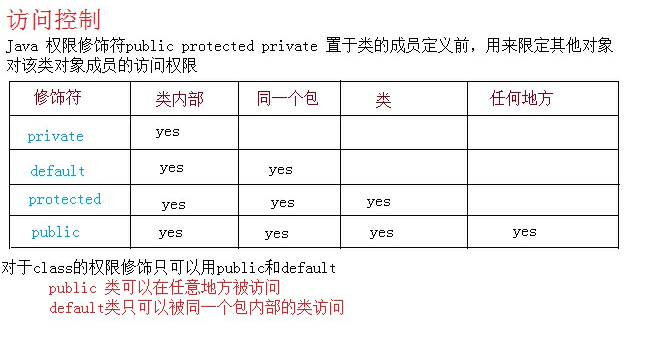 访问控制
Java 权限修饰符public protected private 置于类的成员定义前，用来限定其他对象
对该类对象成员的访问权限
修饰符 类内部 同一个包 类 任何地方
private yes
default yes yes
protected yes yes yes
public yes yes yes yes
对于class的权限修饰只可以用public和default
public 类可以在任意地方被访问
default类只可以被同一个包内部的类访问